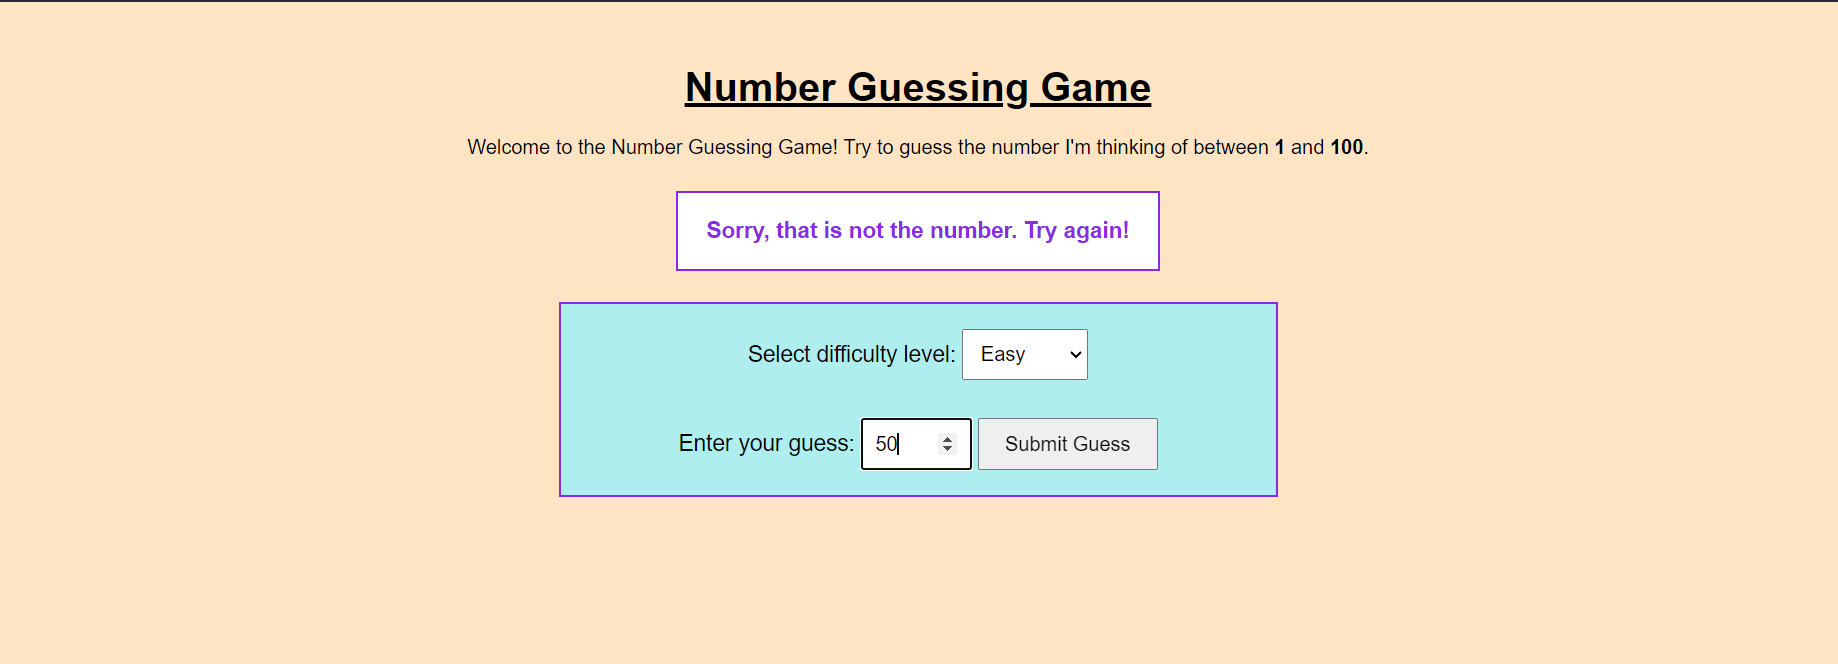 Number Guessing Game
Welcome to the Number Guessing Game! Try to guess the number I'm thinking of between 1 and 100.
Sorry, that is not the number. Try again!
Select difficulty level: Easy
Enter your guess: 50 Submit Guess